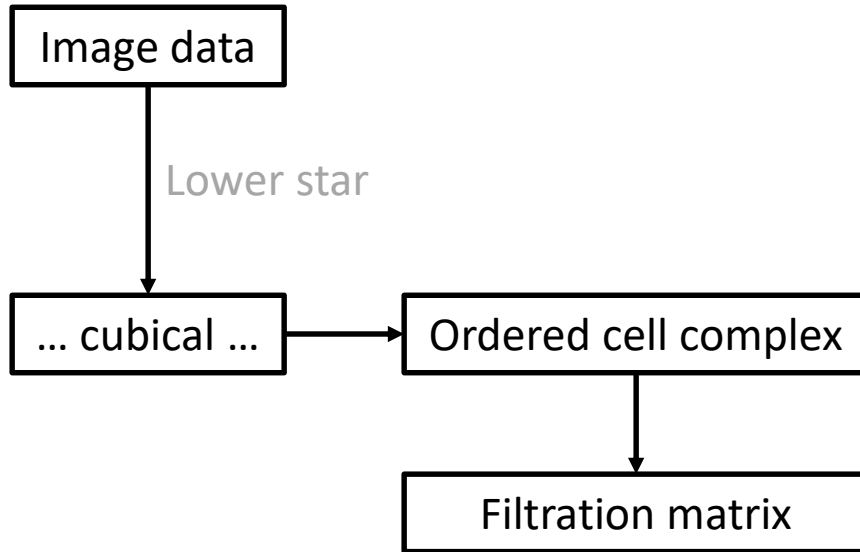 Image data
Lower star
... cubical ...
Ordered cell complex
Filtration matrix